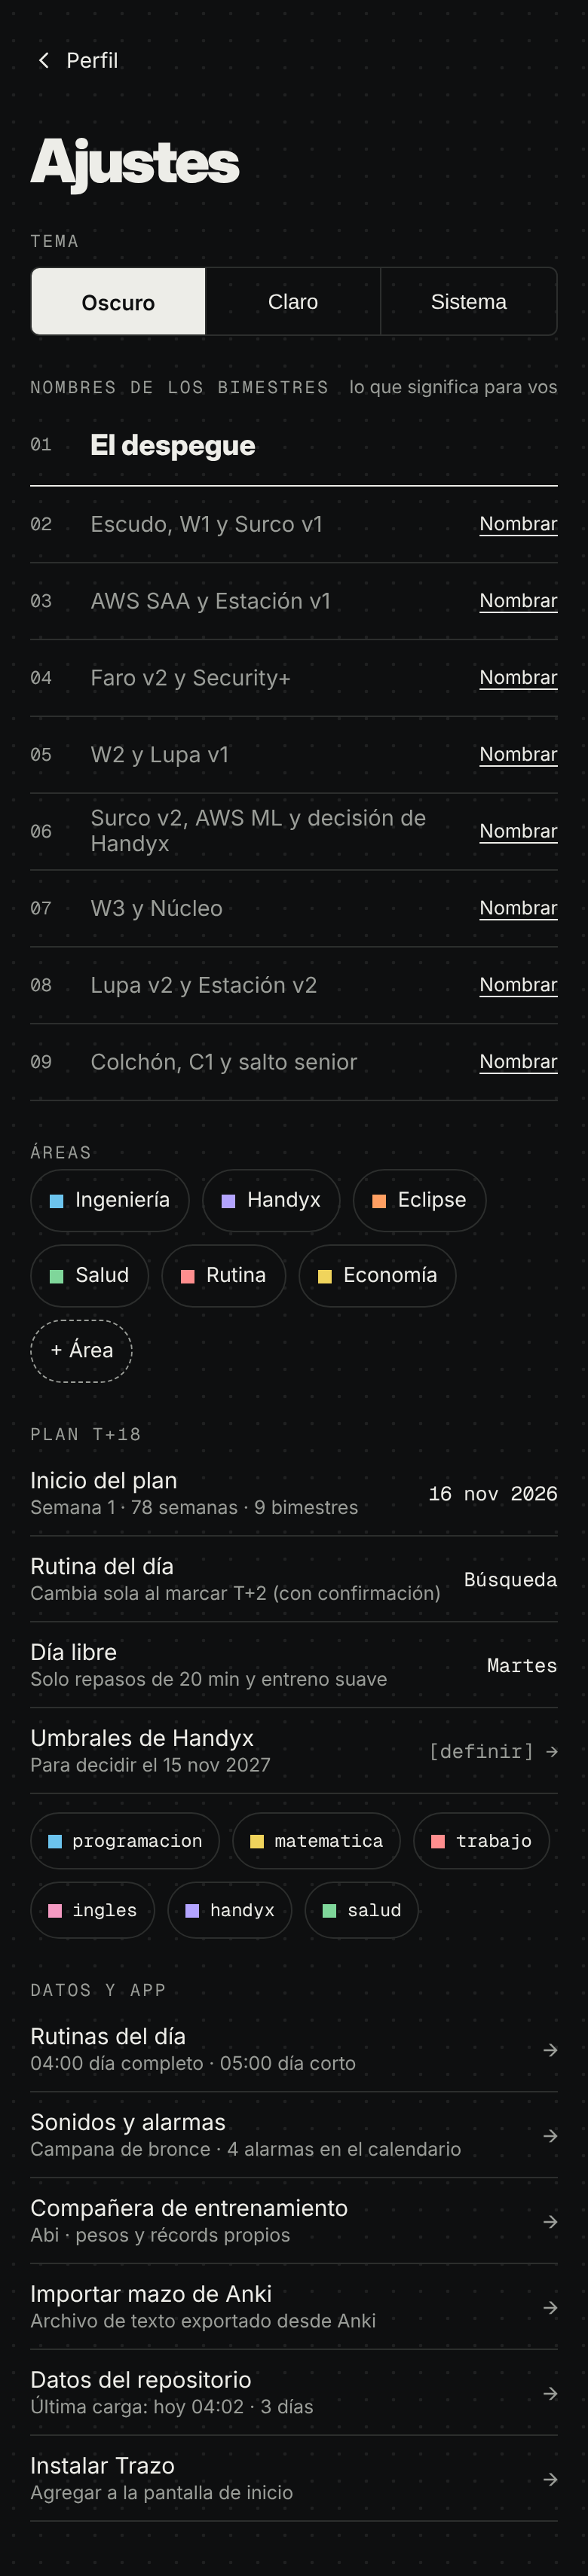 Perfil
Ajustes
TEMA
Oscuro Claro Sistema
NOMBRES DE LOS BIMESTRES lo que significa para vos
01 El despegue
02 Escudo, W1 y Surco v1 Nombrar
03 AWS SAA y Estación v1 Nombrar
04 Faro v2 y Security+ Nombrar
05 W2 y Lupa v1 Nombrar
06 Surco v2, AWS ML y decisión de
Handyx Nombrar
07 W3 y Núcleo Nombrar
08 Lupa v2 y Estación v2 Nombrar
09 Colchón, C1 y salto senior Nombrar
ÁREAS
Ingeniería Handyx Eclipse
Salud Rutina Economía
+ Área
PLAN T+18
Inicio del plan
Semana 1 · 78 semanas · 9 bimestres
16 nov 2026
Rutina del día
Cambia sola al marcar T+2 (con confirmación)
Búsqueda
Día libre
Solo repasos de 20 min y entreno suave
Martes
Umbrales de Handyx
Para decidir el 15 nov 2027
[definir] →
programacion matematica trabajo
ingles handyx salud
DATOS Y APP
Rutinas del día
04:00 día completo · 05:00 día corto
→
Sonidos y alarmas
Campana de bronce · 4 alarmas en el calendario
→
Compañera de entrenamiento
Abi · pesos y récords propios
→
Importar mazo de Anki
Archivo de texto exportado desde Anki
→
Datos del repositorio
Última carga: hoy 04:02 · 3 días
→
Instalar Trazo
Agregar a la pantalla de inicio
→